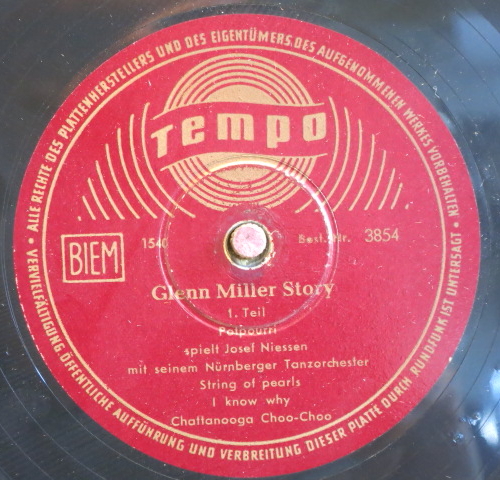 ALLE RECHTE DES PLATTENHERSTELLERS UND DES EIGENTÜMERS DES AUFGENOMMENEN WERKES VORBEHALTEN •
VERVIELFÄLTIGUNG ÖFFENTLICHE AUFFÜHRUNG UND VERBREITUNG DIESER PLATTE DURCH RUNDFUNK IST UNTERSAGT •
Tempo
BIEM
1540 Best.-Nr. 3854
Glenn Miller Story
1. Teil
Potpourri
spielt Josef Niessen
mit seinem Nürnberger Tanzorchester
String of pearls
I know why
Chattanooga Choo-Choo